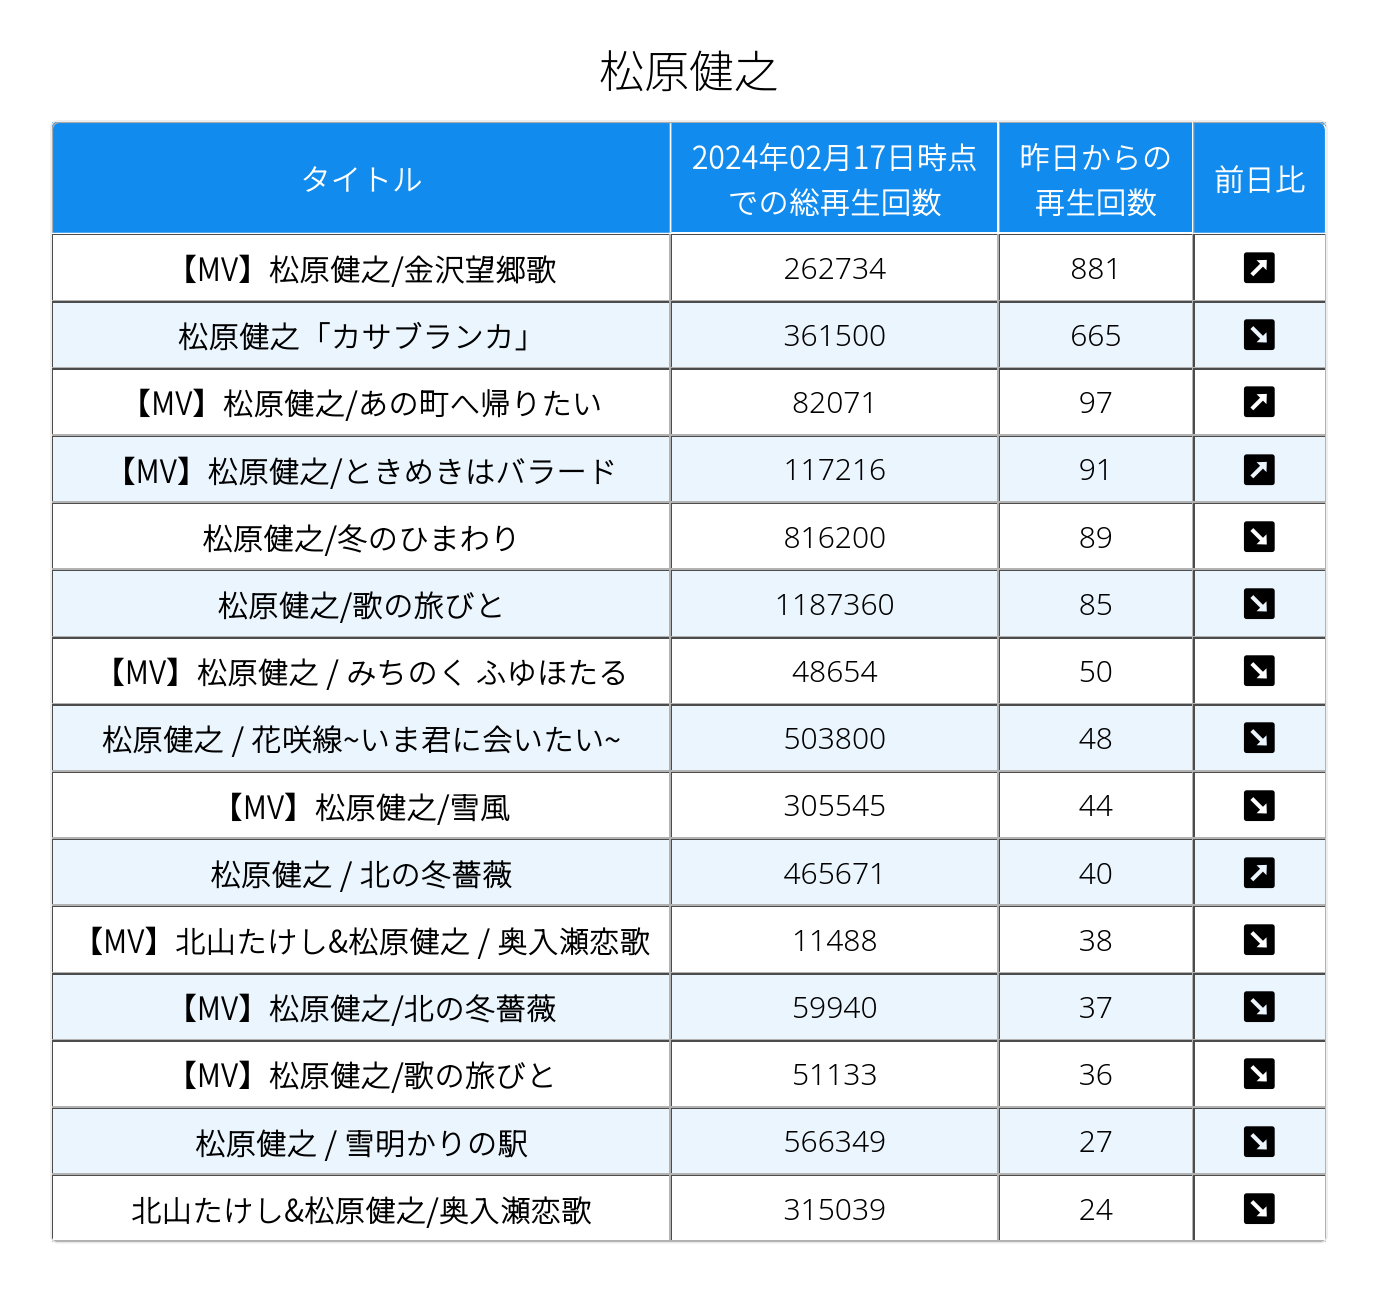 松原健之
タイトル 2024年02月17日時点での総再生回数 昨日からの再生回数 前日比
【MV】松原健之/金沢望郷歌 262734 881 ↗
松原健之「カサブランカ」 361500 665 ↘
【MV】松原健之/あの町へ帰りたい 82071 97 ↗
【MV】松原健之/ときめきはバラード 117216 91 ↗
松原健之/冬のひまわり 816200 89 ↘
松原健之/歌の旅びと 1187360 85 ↘
【MV】松原健之 / みちのく ふゆほたる 48654 50 ↘
松原健之 / 花咲線~いま君に会いたい~ 503800 48 ↘
【MV】松原健之/雪風 305545 44 ↘
松原健之 / 北の冬薔薇 465671 40 ↗
【MV】北山たけし&松原健之 / 奥入瀬恋歌 11488 38 ↘
【MV】松原健之/北の冬薔薇 59940 37 ↘
【MV】松原健之/歌の旅びと 51133 36 ↘
松原健之 / 雪明かりの駅 566349 27 ↘
北山たけし&松原健之/奥入瀬恋歌 315039 24 ↘